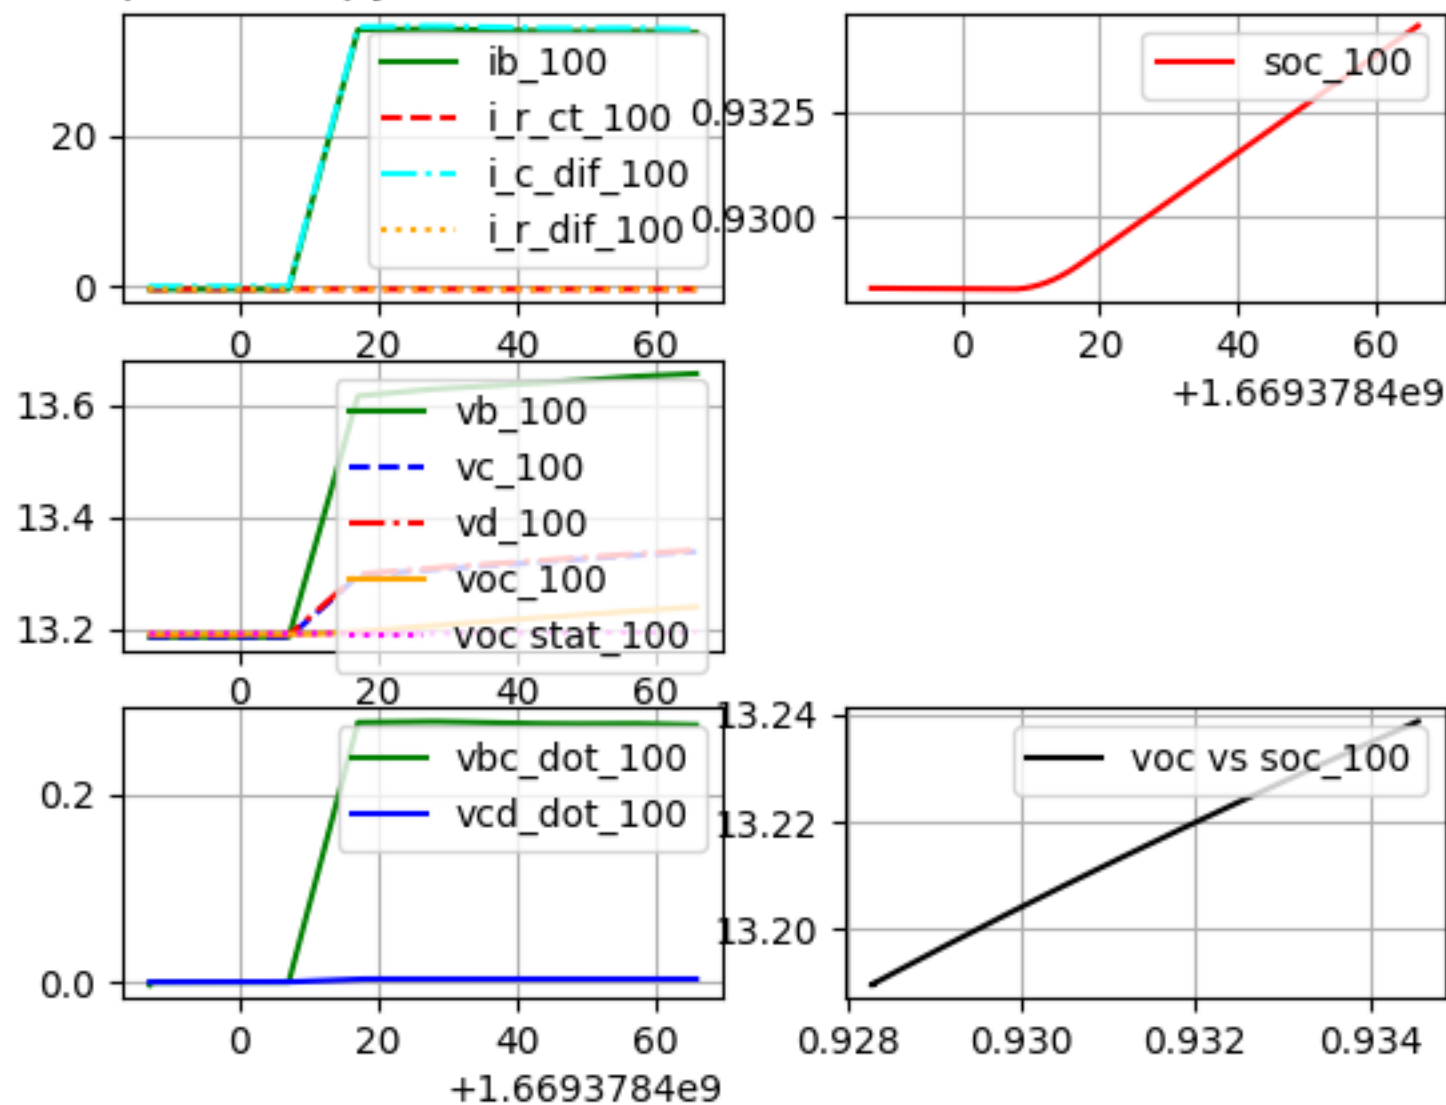 ib_100
i_r_ct_100
i_c_dif_100
i_r_dif_100
20
0
0
20
40
60
soc_100
0.9325
0.9300
0
20
40
60
+1.6693784e9
vb_100
vc_100
vd_100
voc_100
voc stat_100
13.6
13.4
13.2
0
20
40
60
vbc_dot_100
vcd_dot_100
0.2
0.0
0
20
40
60
+1.6693784e9
voc vs soc_100
13.24
13.22
13.20
0.928
0.930
0.932
0.934